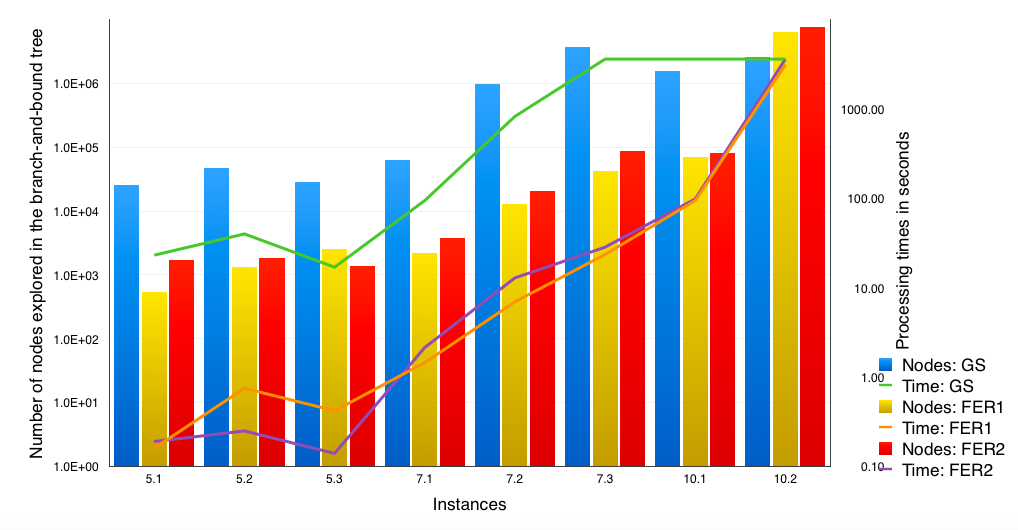 Number of nodes explored in the branch-and-bound tree
1.0E+06
1.0E+05
1.0E+04
1.0E+03
1.0E+02
1.0E+01
1.0E+00
5.1 5.2 5.3 7.1 7.2 7.3 10.1 10.2
Instances
1000.00
100.00
10.00
1.00
0.10
Processing times in seconds
Nodes: GS
Time: GS
Nodes: FER1
Time: FER1
Nodes: FER2
Time: FER2